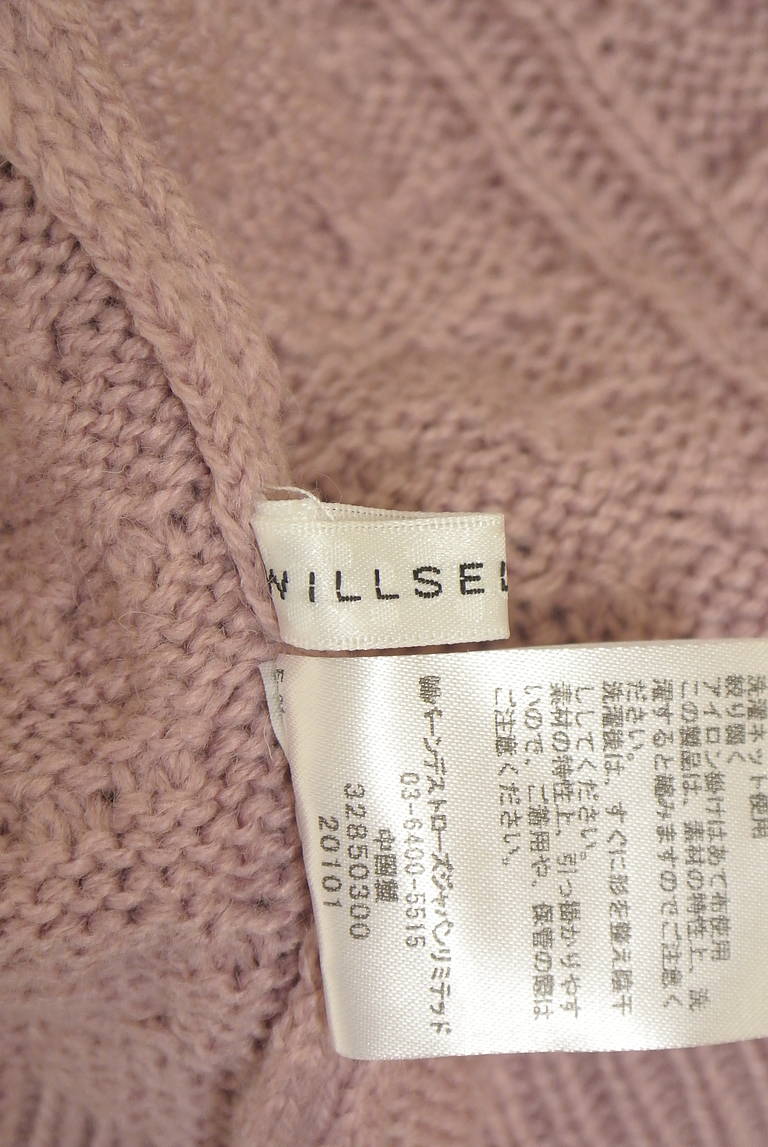 WILLSEL
洗濯ネット使用
絞り弱く
アイロン掛けはあて布使用
この製品は、素材の特性上、洗
濯すると縮みますのでご注意く
ださい。
洗濯後は、すぐに形を整え陰干
ししてください。
素材の特性上、引っ掛かりやす
いので、ご着用や、保管の際は
ご注意ください。
㈱バーンデストローズジャパンリミテッド
03-6400-5515
中国製
32850300
20101